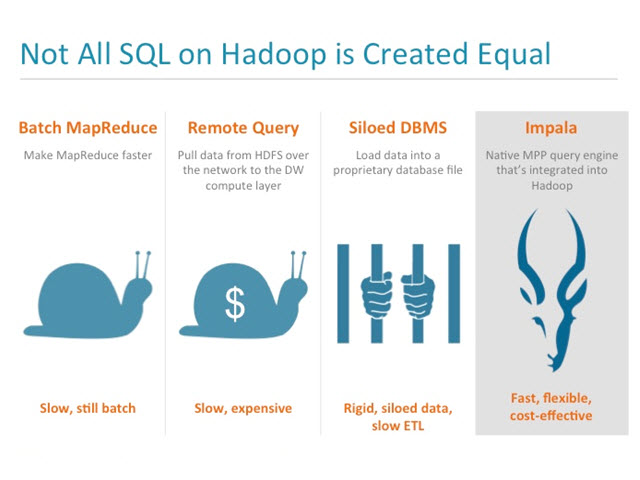 Not All SQL on Hadoop is Created Equal
Batch MapReduce
Make MapReduce faster
Slow, still batch
Remote Query
Pull data from HDFS over
the network to the DW
compute layer
$
Slow, expensive
Siloed DBMS
Load data into a
proprietary database file
Rigid, siloed data,
slow ETL
Impala
Native MPP query engine
that's integrated into
Hadoop
Fast, flexible,
cost-effective